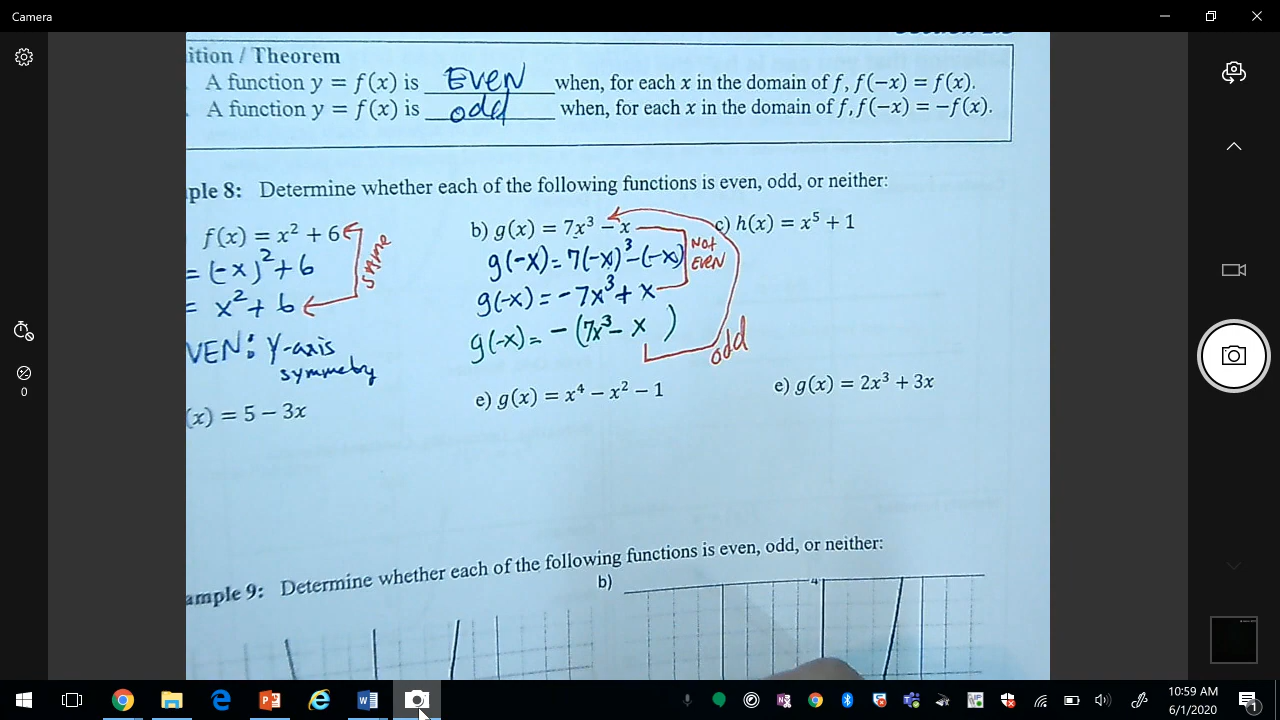 Camera
ition / Theorem
A function y = f(x) is EVEN when, for each x in the domain of f, f(−x) = f(x).
A function y = f(x) is odd when, for each x in the domain of f, f(−x) = −f(x).
ple 8: Determine whether each of the following functions is even, odd, or neither:
f(x) = x² + 6
= (-x)² + 6
= x² + 6
same
VEN: Y-axis
symmetry
b) g(x) = 7x³ − x
g(-x) = 7(-x)³ - (-x)
g(-x) = -7x³ + x
g(-x) = - (7x³ - x )
NOT
EVEN
odd
c) h(x) = x⁵ + 1
(x) = 5 − 3x
e) g(x) = x⁴ − x² − 1
e) g(x) = 2x³ + 3x
ample 9: Determine whether each of the following functions is even, odd, or neither:
b)
4
0
10:59 AM
6/1/2020
1